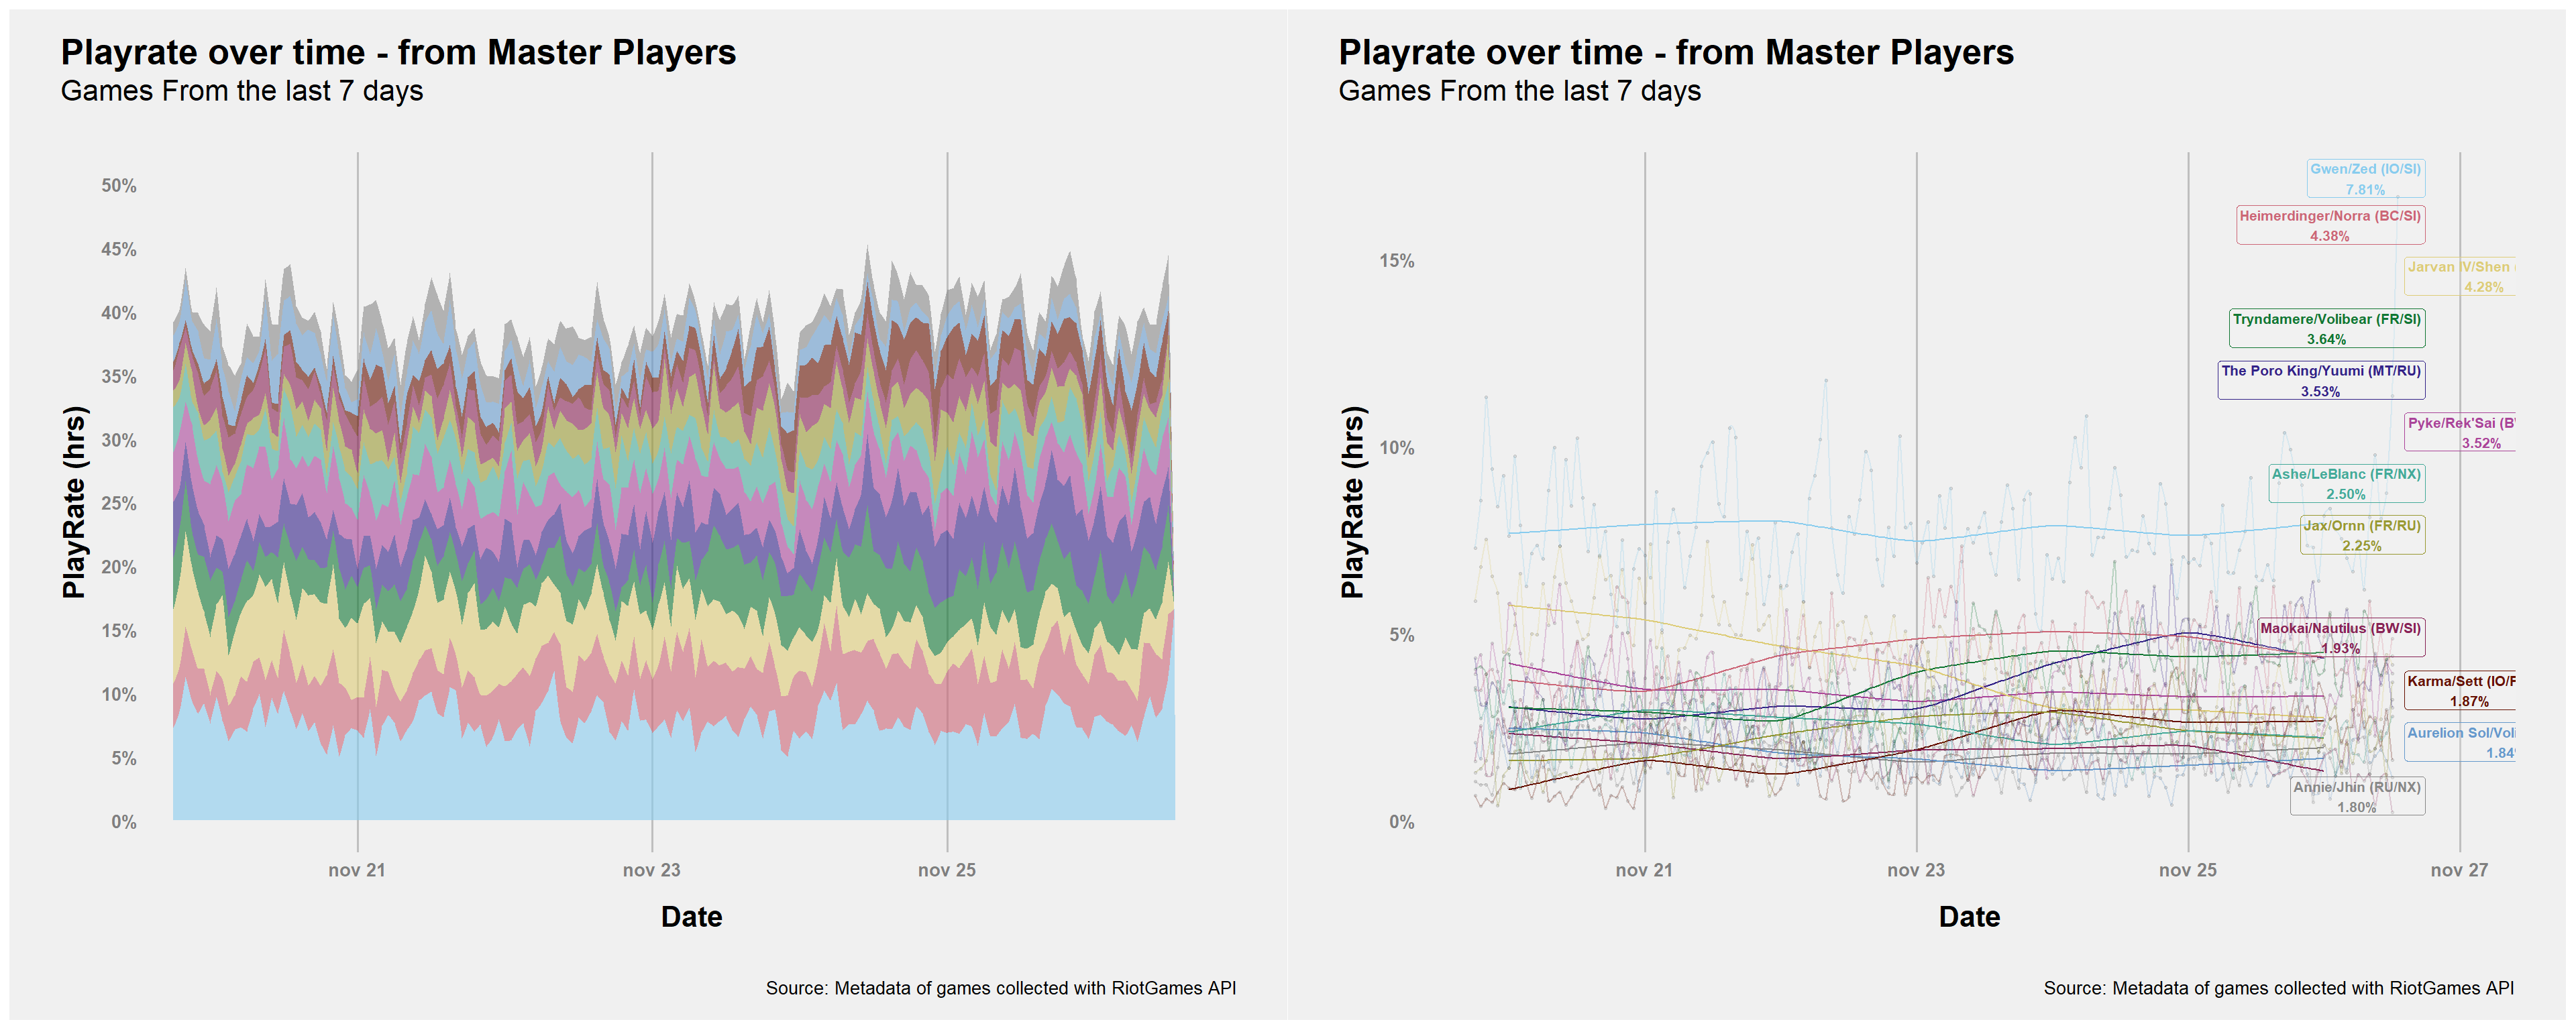 Playrate over time - from Master Players
Games From the last 7 days
50%
45%
40%
35%
30%
25%
20%
15%
10%
5%
0%
PlayRate (hrs)
nov 21
nov 23
nov 25
Date
Source: Metadata of games collected with RiotGames API
Playrate over time - from Master Players
Games From the last 7 days
15%
10%
5%
0%
PlayRate (hrs)
Gwen/Zed (IO/SI)
7.81%
Heimerdinger/Norra (BC/SI)
4.38%
Jarvan IV/Shen (
4.28%
Tryndamere/Volibear (FR/SI)
3.64%
The Poro King/Yuumi (MT/RU)
3.53%
Pyke/Rek'Sai (B
3.52%
Ashe/LeBlanc (FR/NX)
2.50%
Jax/Ornn (FR/RU)
2.25%
Maokai/Nautilus (BW/SI)
1.93%
Karma/Sett (IO/F
1.87%
Aurelion Sol/Voli
1.84%
Annie/Jhin (RU/NX)
1.80%
nov 21
nov 23
nov 25
nov 27
Date
Source: Metadata of games collected with RiotGames API